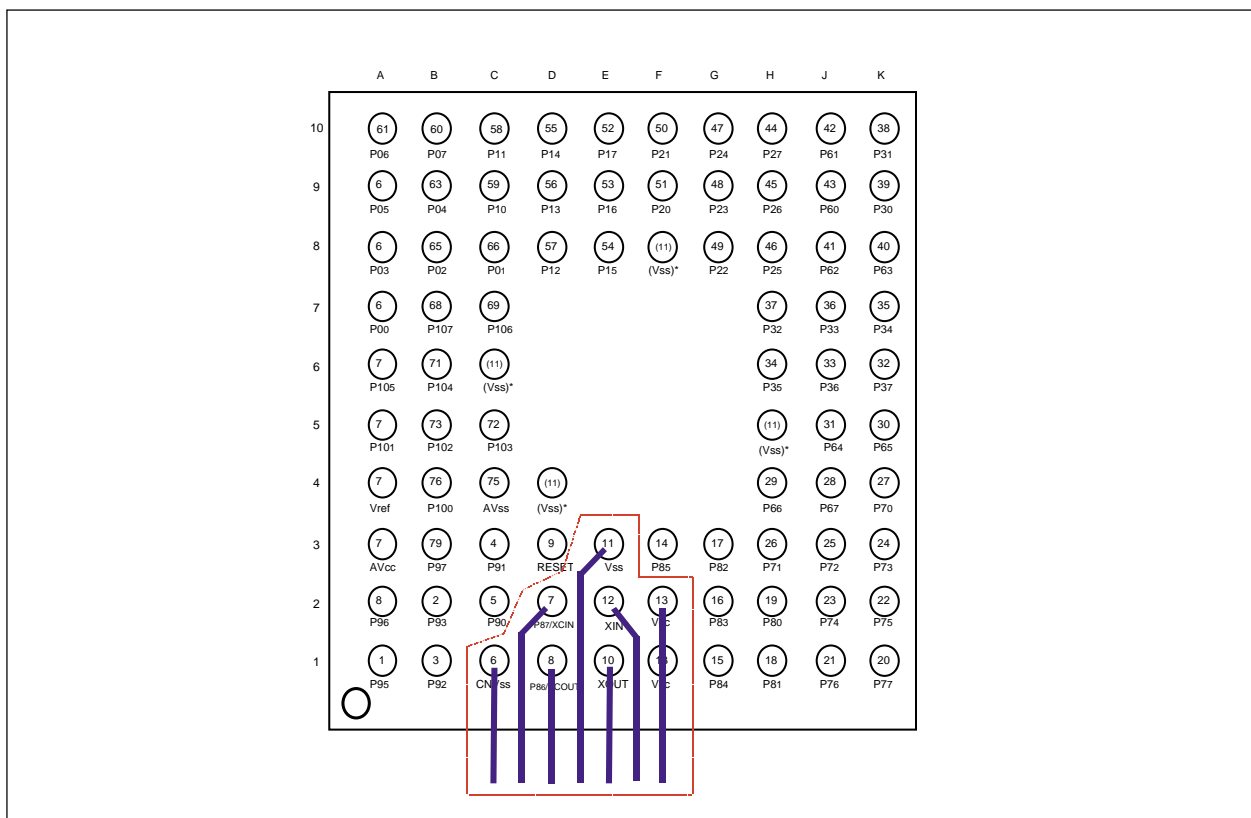 A B C D E F G H J K
10 61 60 58 55 52 50 47 44 42 38
P06 P07 P11 P14 P17 P21 P24 P27 P61 P31
9 6 63 59 56 53 51 48 45 43 39
P05 P04 P10 P13 P16 P20 P23 P26 P60 P30
8 6 65 66 57 54 (11) 49 46 41 40
P03 P02 P01 P12 P15 (Vss)* P22 P25 P62 P63
7 6 68 69 37 36 35
P00 P107 P106 P32 P33 P34
6 7 71 (11) 34 33 32
P105 P104 (Vss)* P35 P36 P37
5 7 73 72 (11) 31 30
P101 P102 P103 (Vss)* P64 P65
4 7 76 75 (11) 29 28 27
Vref P100 AVss (Vss)* P66 P67 P70
3 7 79 4 9 11 14 17 26 25 24
AVcc P97 P91 RESET Vss P85 P82 P71 P72 P73
2 8 2 5 7 12 13 16 19 23 22
P96 P93 P90 P87/XCIN XIN P83 P80 P74 P75
1 1 3 6 8 10 13 15 18 21 20
P95 P92 CNVss P86/XCOUT XOUT P84 P81 P76 P77